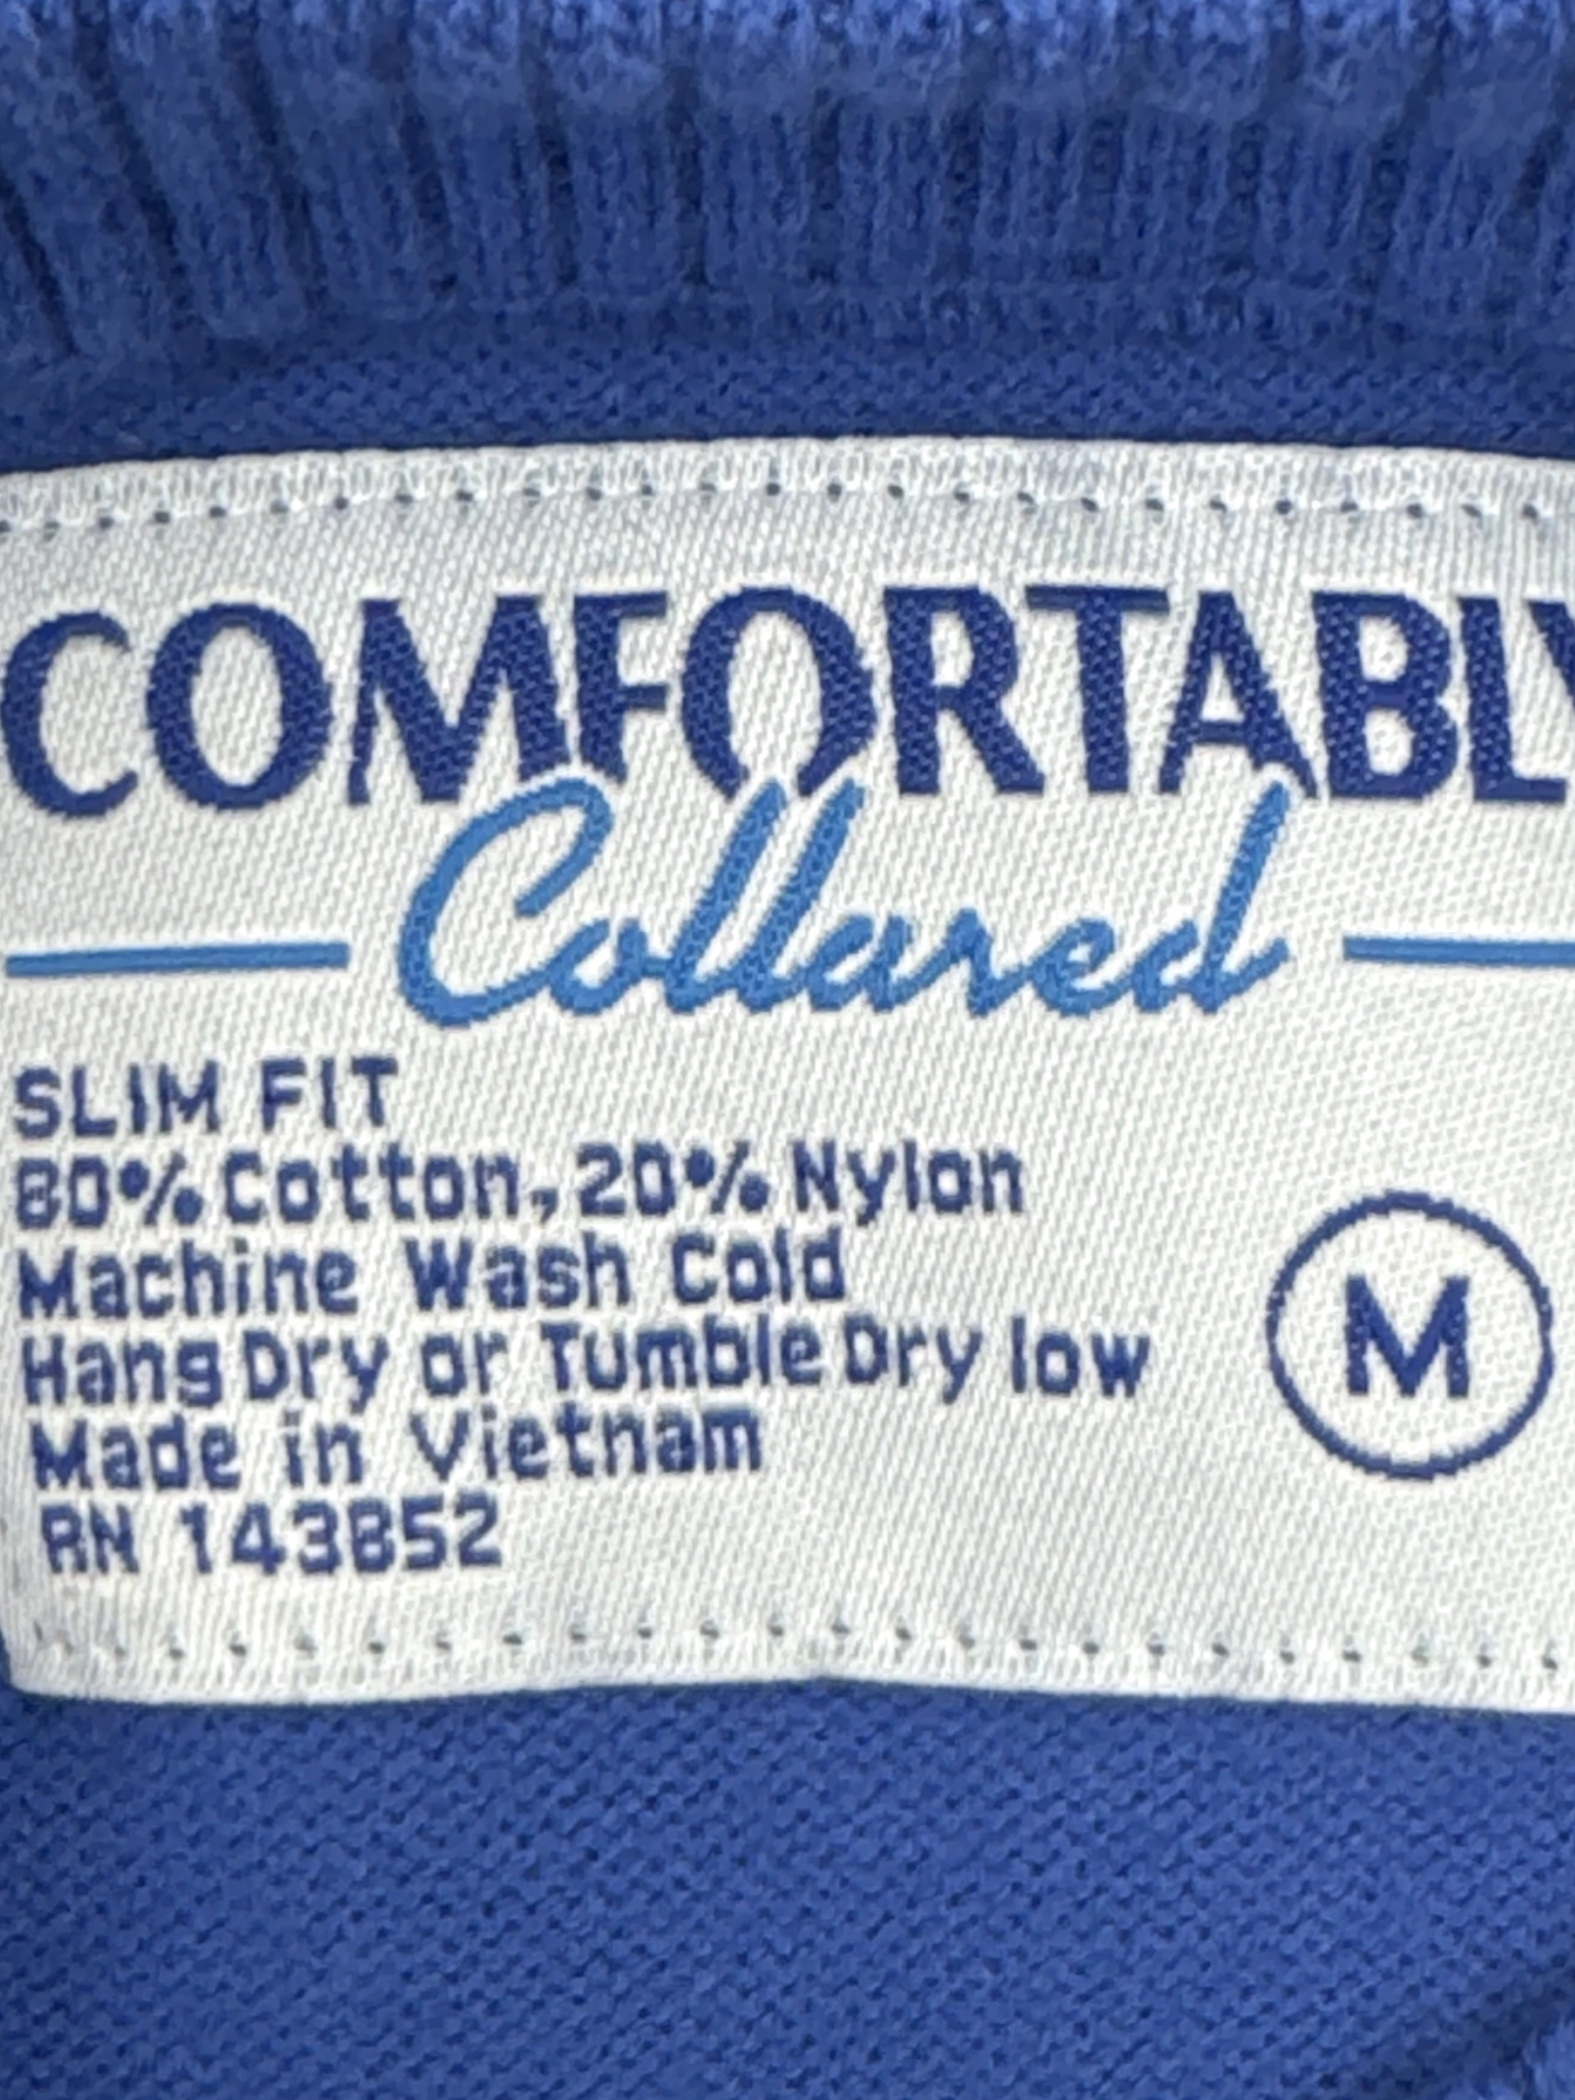 COMFORTABLY
Collared
SLIM FIT
80% Cotton, 20% Nylon
Machine Wash Cold
Hang Dry or Tumble Dry low
Made in Vietnam
RN 143852
M